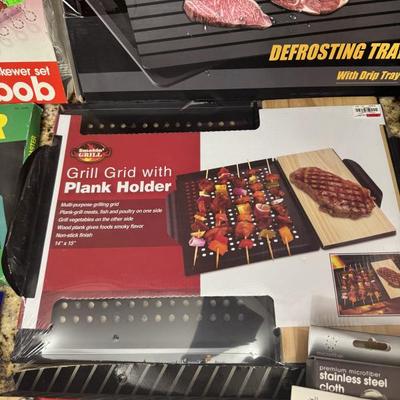 DEFROSTING TRA
With Drip Tray
kewer set
oob
Smokin'
GRILL
Grill Grid with
Plank Holder
Multi-purpose grilling grid
Plank-grill meats, fish and poultry on one side
Grill vegetables on the other side
Wood plank gives foods smoky flavor
Non-stick finish
14" x 15"
premium microfiber
stainless steel
cloth